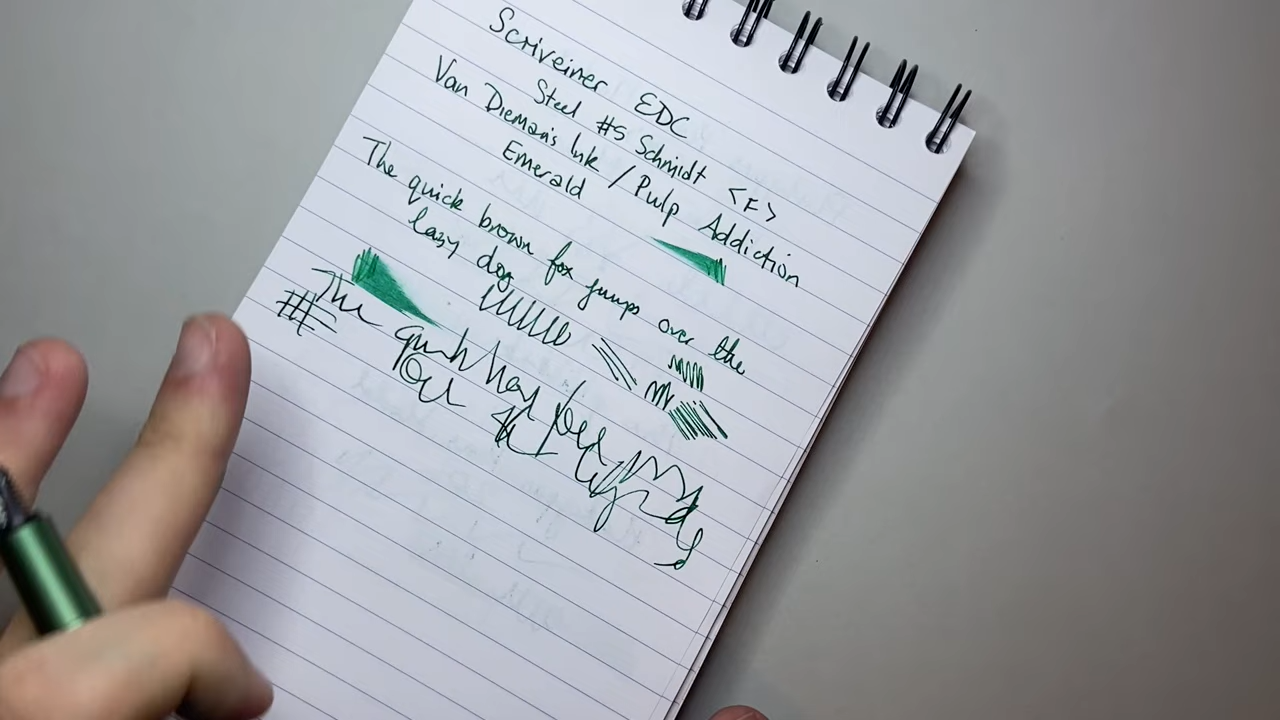 Scriveiner EDC
Steel #5 Schmidt <F>
Van Dieman's Ink / Pulp Addiction
Emerald
The quick brown fox jumps over the
lazy dog
The